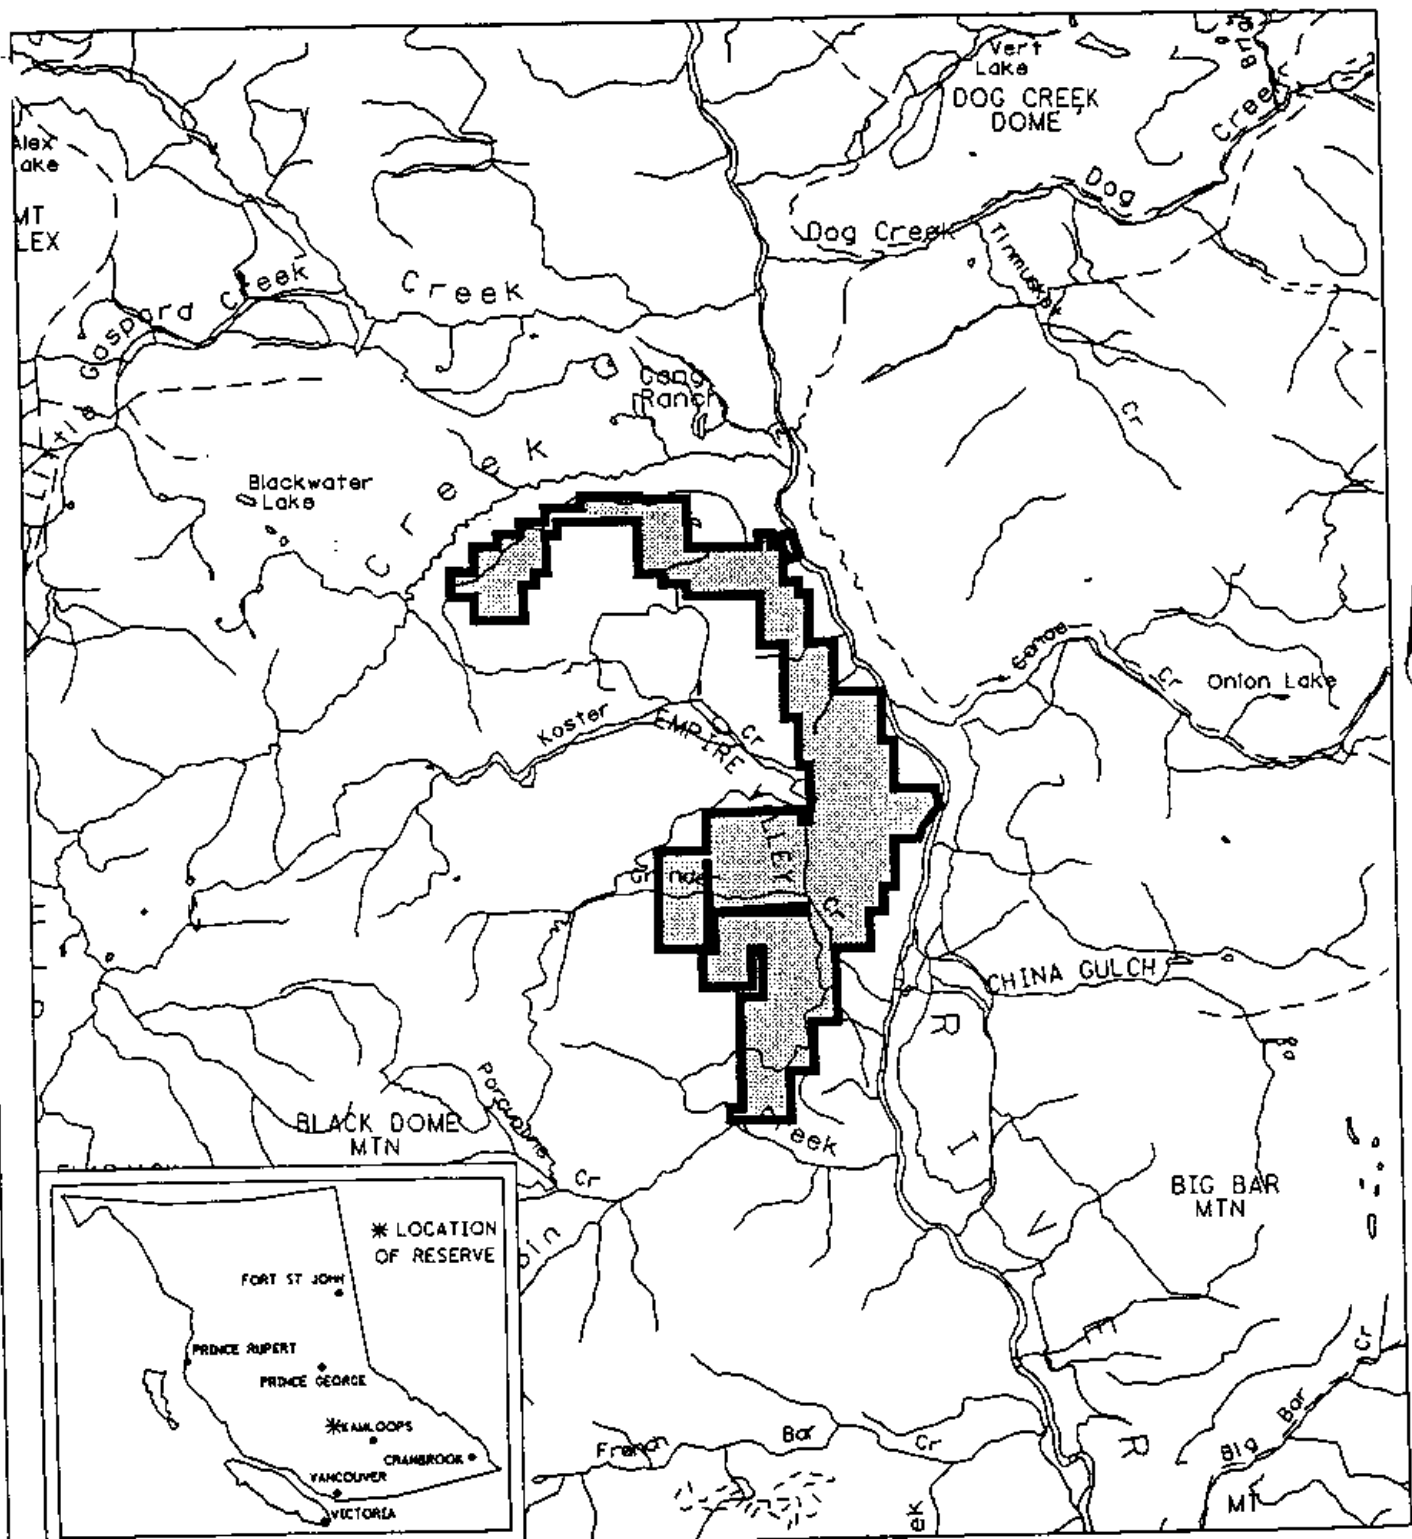 Vert
Lake
DOG CREEK
DOME
Creek
Dog
Dog Creek
Alex
ake
MT
LEX
Creek
Creek
Little Gaspard
Gang
Ranch
Cr
Creek
Blackwater
Lake
Canoe
Cr
Onion Lake
Koster
Cr
EMPIRE
LLEY
Cr
CHINA GULCH
Porcupine
BLACK DOME
MTN
Creek
Cr
BIG BAR
MTN
R
I
V
E
R
LOCATION
OF RESERVE
FORT ST JOHN
PRINCE RUPERT
PRINCE GEORGE
KAMLOOPS
CRANBROOK
VANCOUVER
VICTORIA
French
Bar
Cr
Big
Bar
Cr
MT
ek